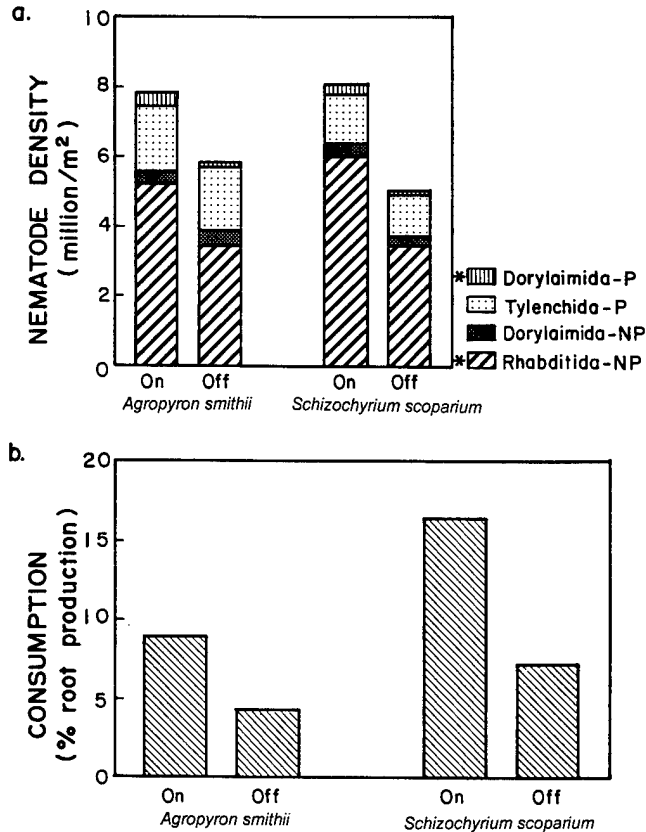 a.
NEMATODE DENSITY
(million/m²)
10
8
6
4
2
0
*Dorylaimida-P
Tylenchida-P
Dorylaimida-NP
*Rhabditida-NP
On Off On Off
Agropyron smithii Schizochyrium scoparium
b.
CONSUMPTION
(% root production)
20
15
10
5
0
On Off On Off
Agropyron smithii Schizochyrium scoparium